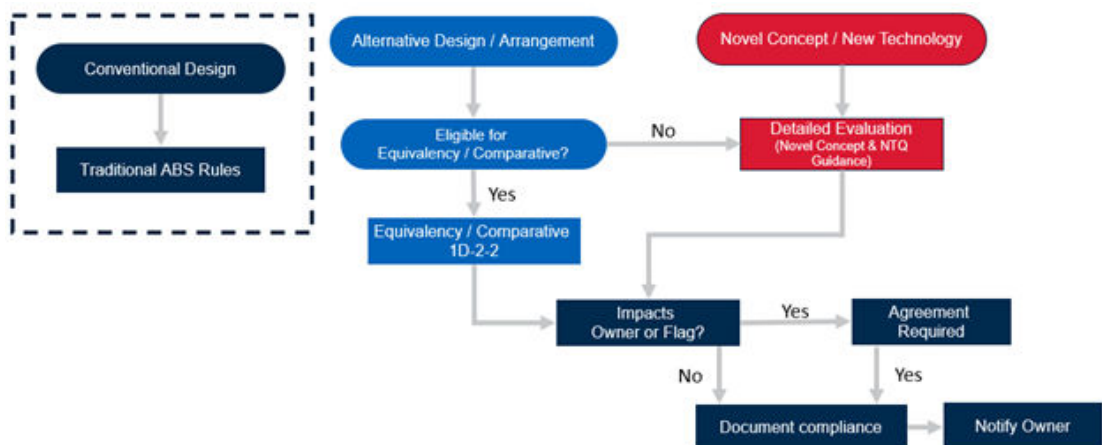 Conventional Design
Traditional ABS Rules
Alternative Design / Arrangement
Eligible for
Equivalency / Comparative?
No
Yes
Equivalency / Comparative
1D-2-2
Novel Concept / New Technology
Detailed Evaluation
(Novel Concept & NTQ
Guidance)
Impacts
Owner or Flag?
Yes
Agreement
Required
No
Yes
Document compliance
Notify Owner